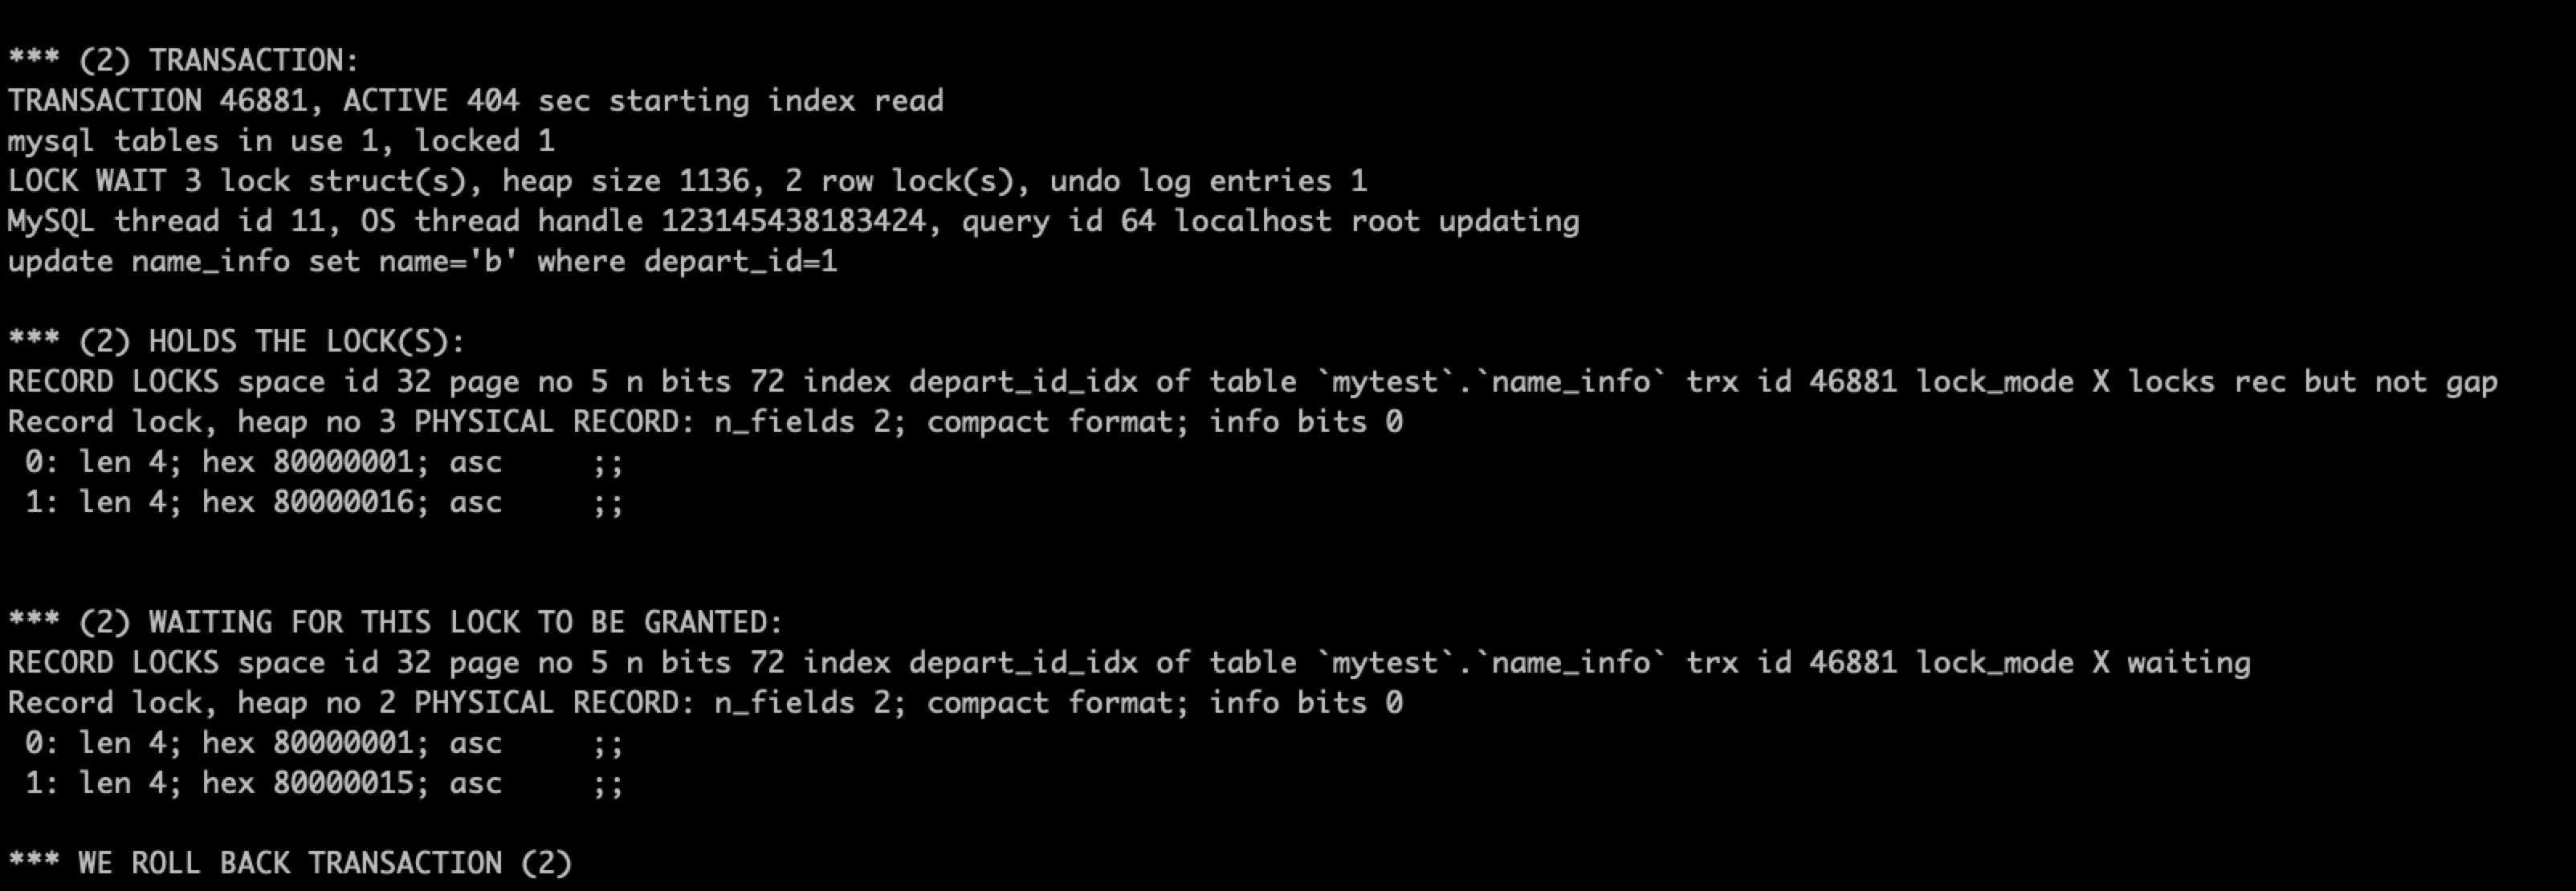 *** (2) TRANSACTION:
TRANSACTION 46881, ACTIVE 404 sec starting index read
mysql tables in use 1, locked 1
LOCK WAIT 3 lock struct(s), heap size 1136, 2 row lock(s), undo log entries 1
MySQL thread id 11, OS thread handle 123145438183424, query id 64 localhost root updating
update name_info set name='b' where depart_id=1
*** (2) HOLDS THE LOCK(S):
RECORD LOCKS space id 32 page no 5 n bits 72 index depart_id_idx of table `mytest`.`name_info` trx id 46881 lock_mode X locks rec but not gap
Record lock, heap no 3 PHYSICAL RECORD: n_fields 2; compact format; info bits 0
 0: len 4; hex 80000001; asc     ;;
 1: len 4; hex 80000016; asc     ;;
*** (2) WAITING FOR THIS LOCK TO BE GRANTED:
RECORD LOCKS space id 32 page no 5 n bits 72 index depart_id_idx of table `mytest`.`name_info` trx id 46881 lock_mode X waiting
Record lock, heap no 2 PHYSICAL RECORD: n_fields 2; compact format; info bits 0
 0: len 4; hex 80000001; asc     ;;
 1: len 4; hex 80000015; asc     ;;
*** WE ROLL BACK TRANSACTION (2)